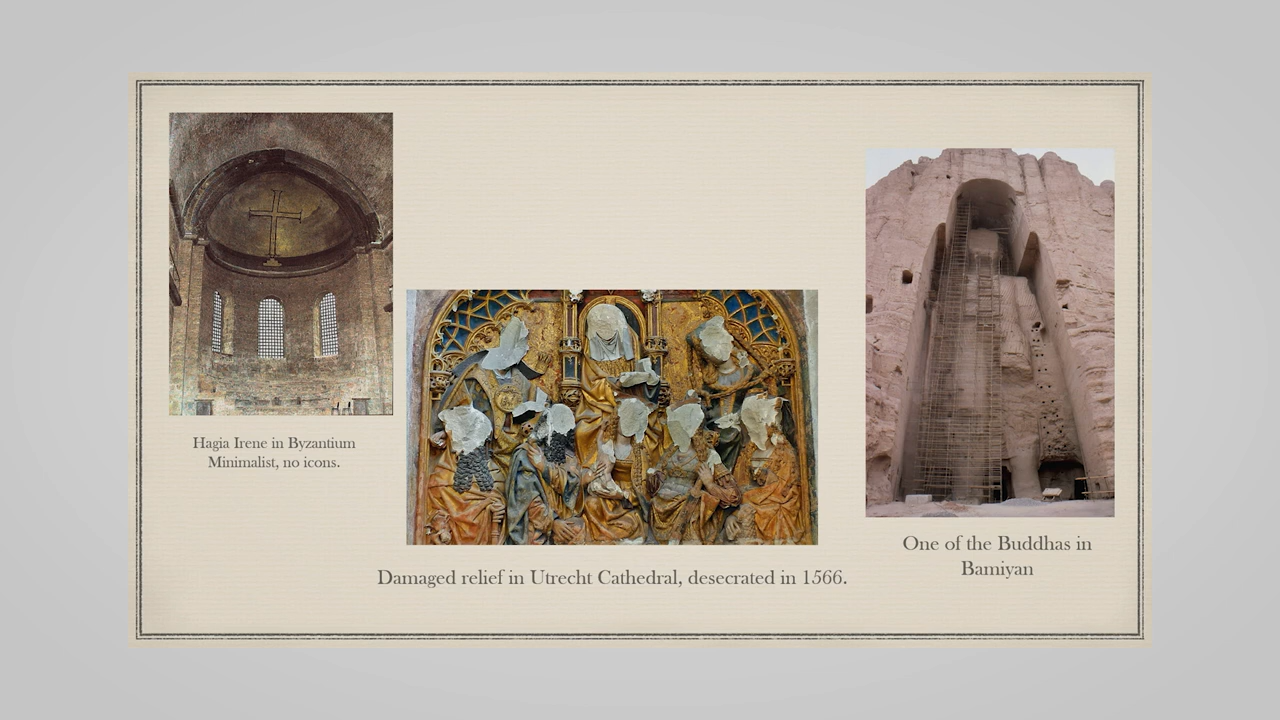 Hagia Irene in Byzantium
Minimalist, no icons.
Damaged relief in Utrecht Cathedral, desecrated in 1566.
One of the Buddhas in
Bamiyan